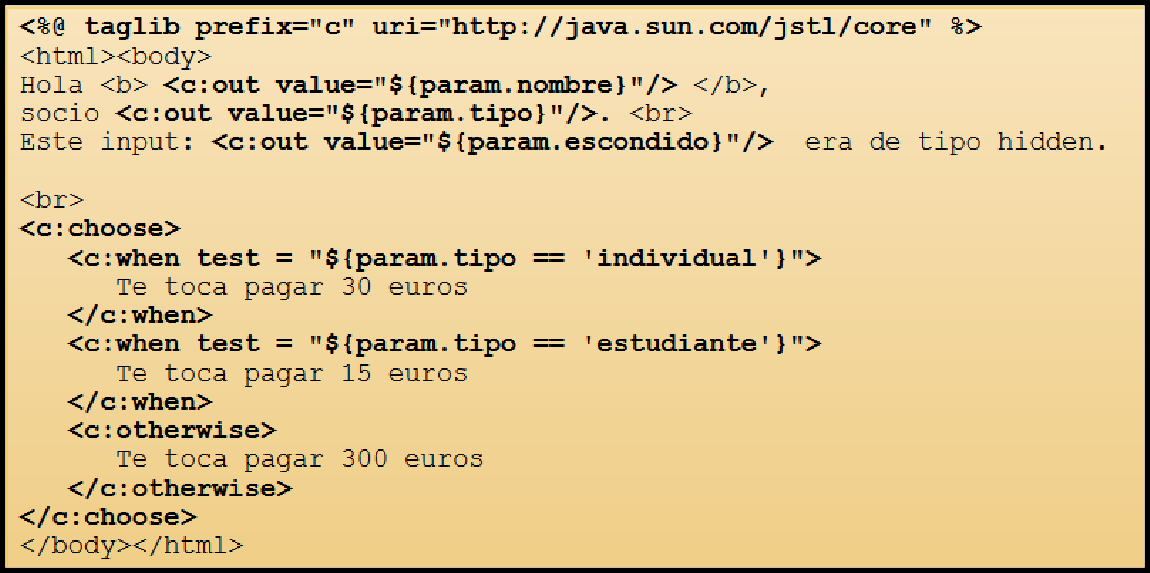 <%@ taglib prefix="c" uri="http://java.sun.com/jstl/core" %>
<html><body>
Hola <b> <c:out value="${param.nombre}"/> </b>,
socio <c:out value="${param.tipo}"/>. <br>
Este input: <c:out value="${param.escondido}"/>  era de tipo hidden.
<br>
<c:choose>
   <c:when test = "${param.tipo == 'individual'}">
      Te toca pagar 30 euros
   </c:when>
   <c:when test = "${param.tipo == 'estudiante'}">
      Te toca pagar 15 euros
   </c:when>
   <c:otherwise>
      Te toca pagar 300 euros
   </c:otherwise>
</c:choose>
</body></html>